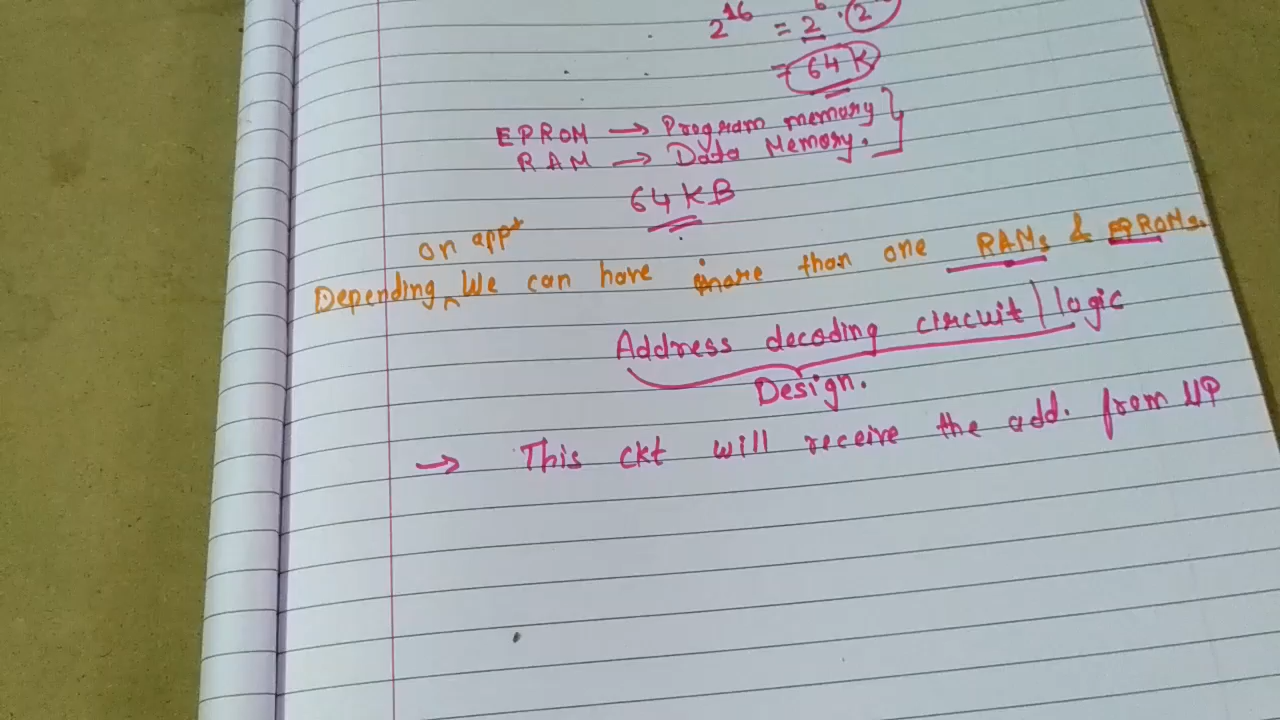 2^16 = 2^6 · 2
= 64 K
EPROM → Program memory
RAM → Data Memory.
64 KB
on appⁿ
Depending ^ We can have more than one RAMs & EPROMs.
Address decoding circuit / logic
Design.
→ This ckt will receive the add. from UP